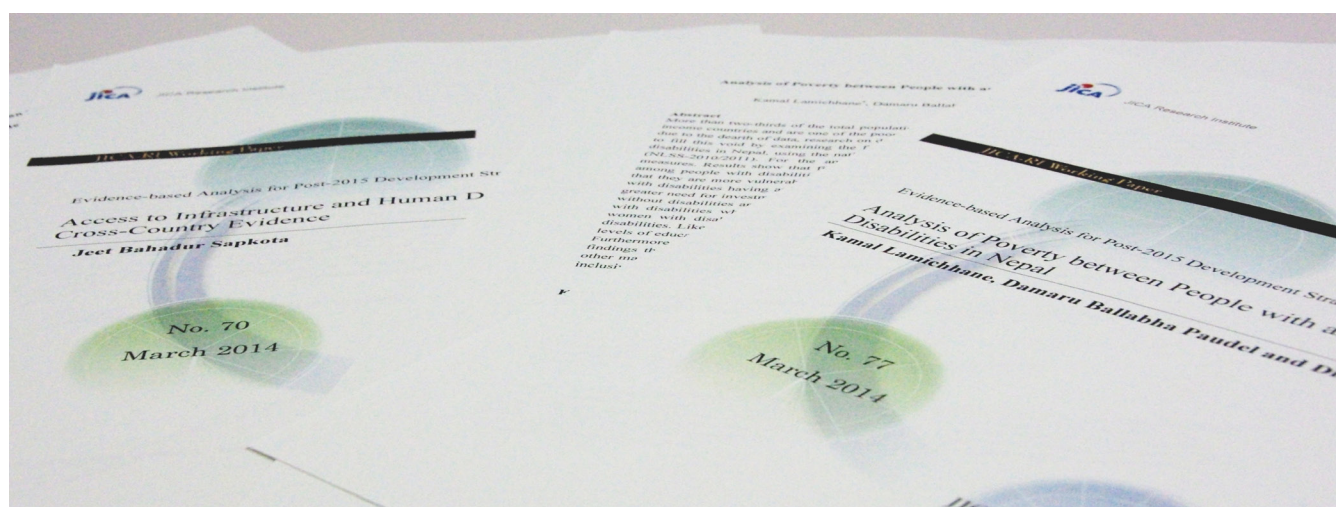 JICA
JICA Research Institute
JICA-RI Working Paper
Evidence-based Analysis for Post-2015 Development Str
Access to Infrastructure and Human D
Cross-Country Evidence
Jeet Bahadur Sapkota
No. 70
March 2014
Analysis of Poverty between People with a
Kamal Lamichhane*, Damaru Ballal
Abstract
More than two-thirds of the total populati
income countries and are one of the poor
due to the dearth of data, research on
to fill this void by examining the
disabilities in Nepal, using the nat
(NLSS-2010/2011). For the
measures. Results show that
among people with disabiliti
that they are more vulneral
with disabilities having
greater need for investm
without disabilities
with disabilities
women with disa
disabilities. Like
levels of educ
Furthermore
findings
other
inclusi
JICA
JICA Research Institute
JICA-RI Working Paper
Evidence-based Analysis for Post-2015 Development Stra
Analysis of Poverty between People with a
Disabilities in Nepal
Kamal Lamichhane, Damaru Ballabha Paudel and D
No. 77
March 2014